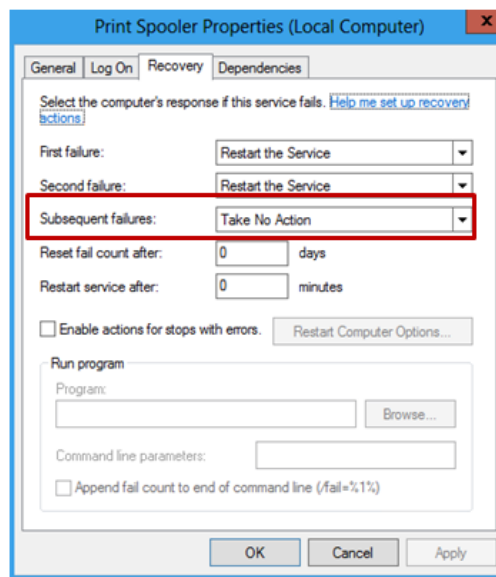 Print Spooler Properties (Local Computer)
x
General Log On Recovery Dependencies
Select the computer's response if this service fails. Help me set up recovery
actions.
First failure: Restart the Service
Second failure: Restart the Service
Subsequent failures: Take No Action
Reset fail count after: 0 days
Restart service after: 0 minutes
Enable actions for stops with errors. Restart Computer Options...
Run program
Program:
Browse...
Command line parameters:
Append fail count to end of command line (/fail=%1%)
OK Cancel Apply